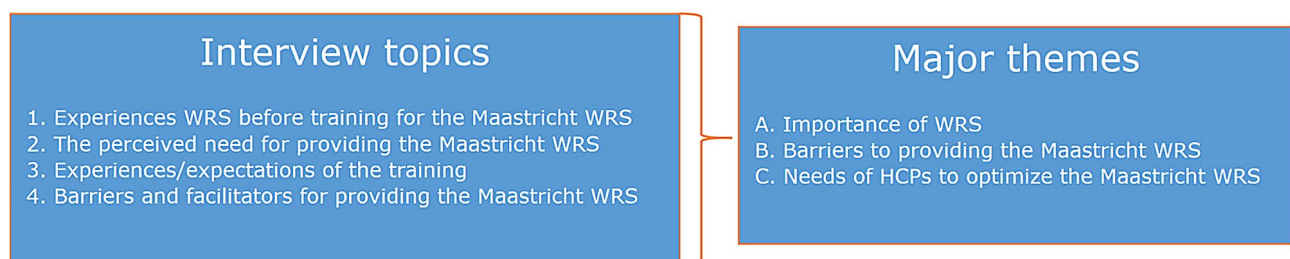 Interview topics
1. Experiences WRS before training for the Maastricht WRS
2. The perceived need for providing the Maastricht WRS
3. Experiences/expectations of the training
4. Barriers and facilitators for providing the Maastricht WRS
Major themes
A. Importance of WRS
B. Barriers to providing the Maastricht WRS
C. Needs of HCPs to optimize the Maastricht WRS